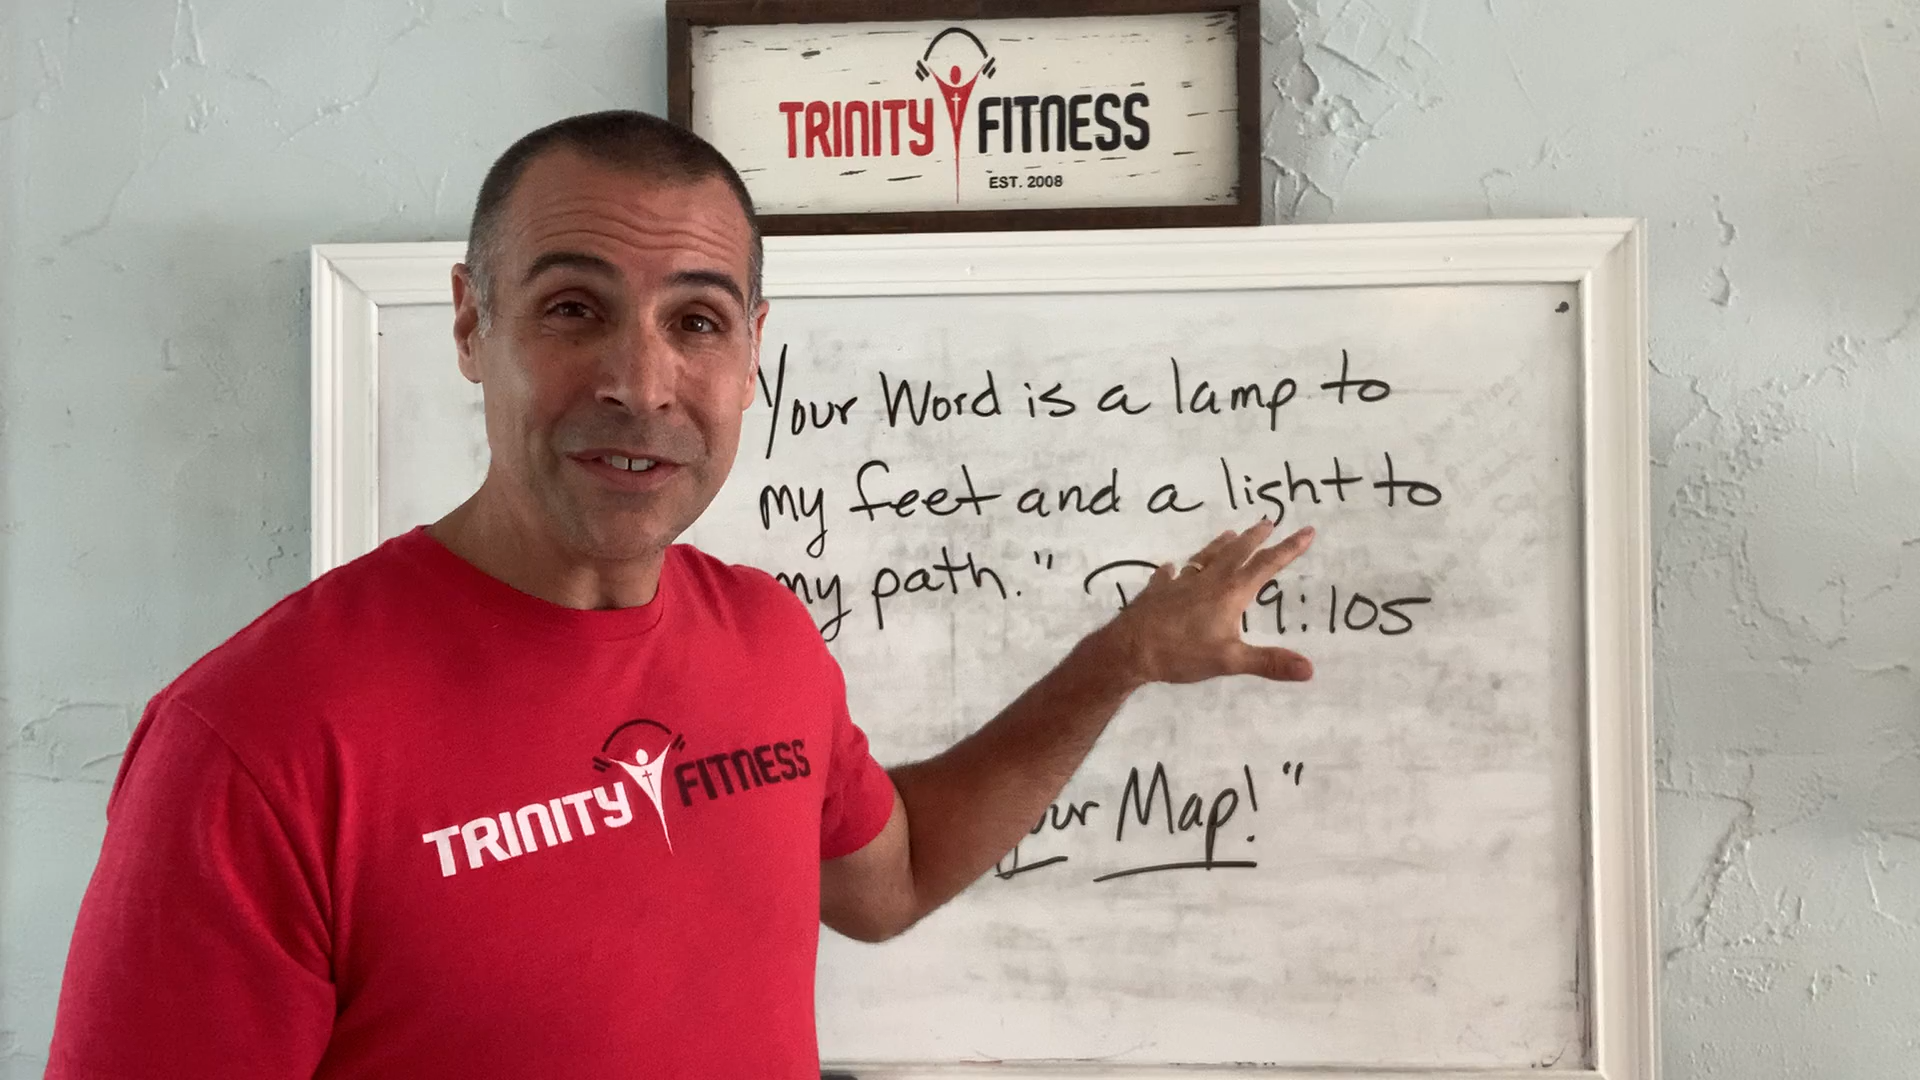 TRINITY FITNESS
EST. 2008
Your Word is a lamp to
my feet and a light to
my path." 9:105
Map!"
TRINITY FITNESS